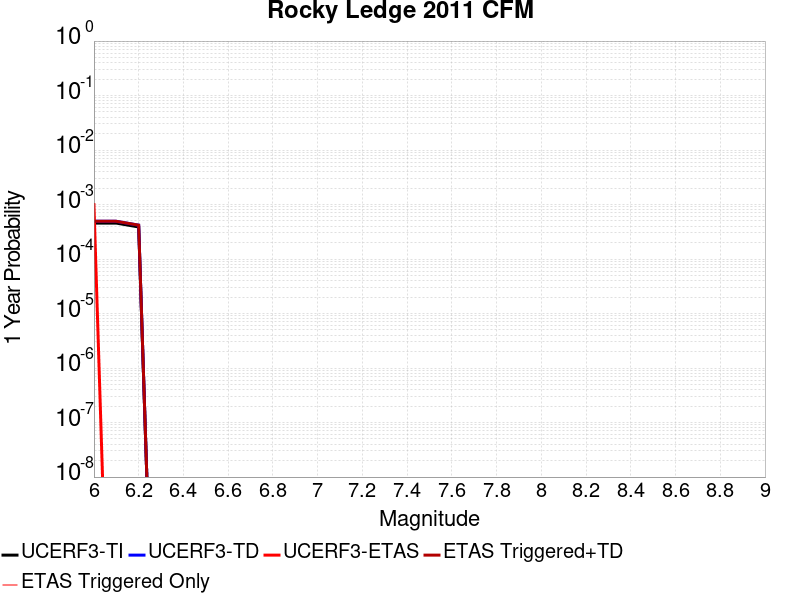 Rocky Ledge 2011 CFM
10^0
10^-1
10^-2
10^-3
10^-4
10^-5
10^-6
10^-7
10^-8
1 Year Probability
6 6.2 6.4 6.6 6.8 7 7.2 7.4 7.6 7.8 8 8.2 8.4 8.6 8.8 9
Magnitude
UCERF3-TI UCERF3-TD UCERF3-ETAS ETAS Triggered+TD
ETAS Triggered Only